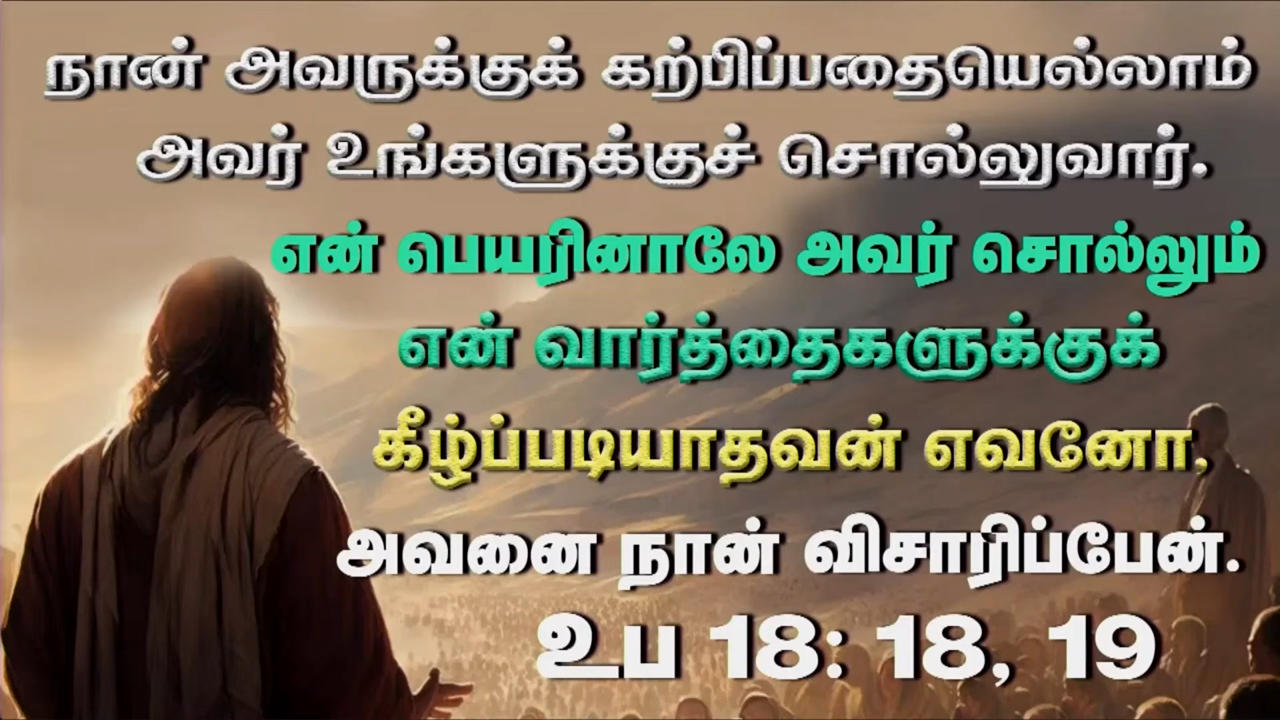 நான் அவருக்குக் கற்பிப்பதையெல்லாம்
அவர் உங்களுக்குச் சொல்லுவார்.
என் பெயரினாலே அவர் சொல்லும்
என் வார்த்தைகளுக்குக்
கீழ்ப்படியாதவன் எவனோ,
அவனை நான் விசாரிப்பேன்.
உப 18: 18, 19